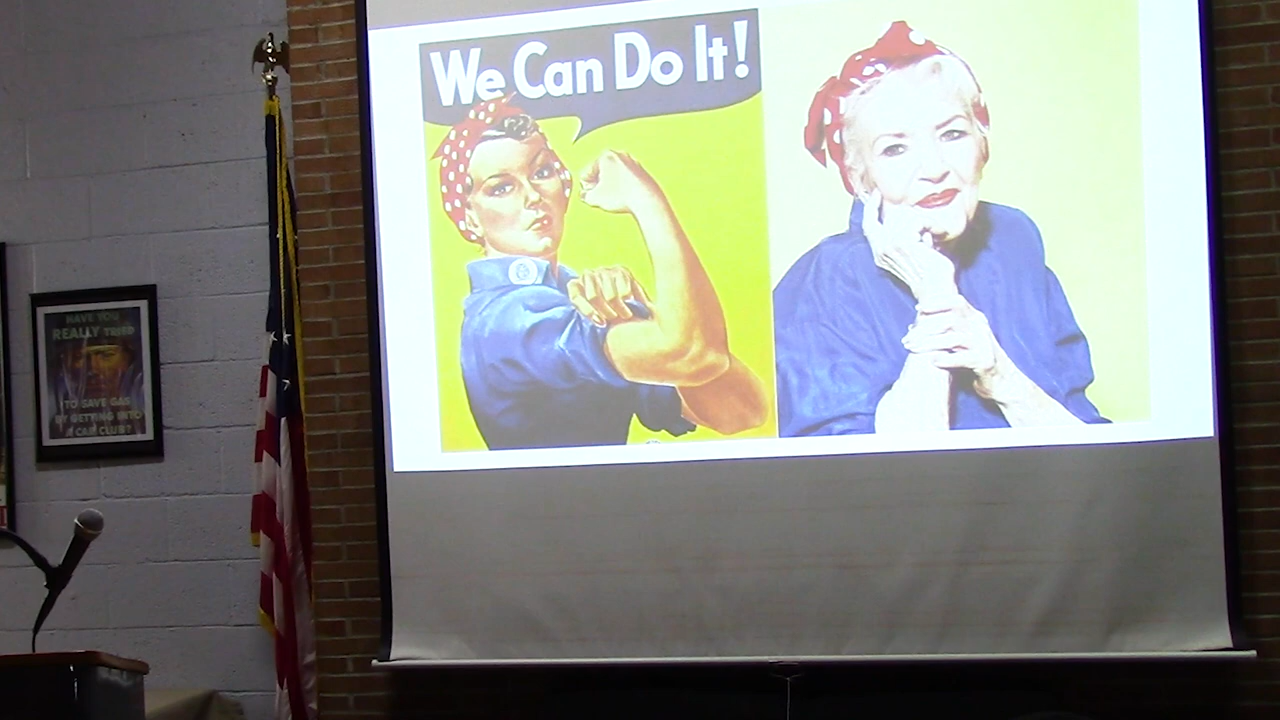 We Can Do It!
HAVE YOU
REALLY TRIED
TO SAVE GAS
BY GETTING INTO
A CAR CLUB?